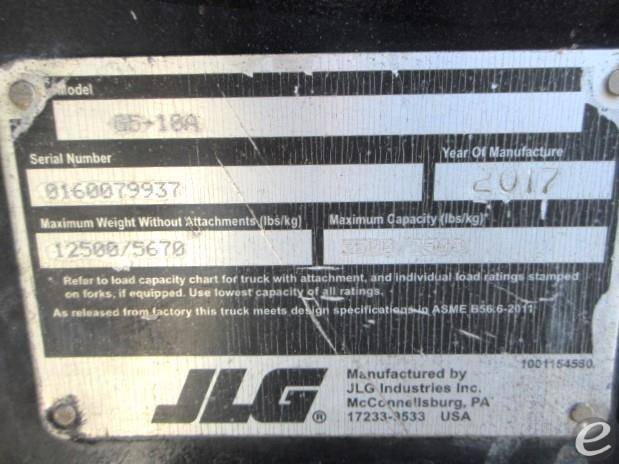 Model
G5-18A
Serial Number
Year Of Manufacture
0160079937
2017
Maximum Weight Without Attachments (lbs/kg)
Maximum Capacity (lbs/kg)*
12500/5670
* Refer to load capacity chart for truck with attachment, and individual load ratings stamped
on forks, if equipped. Use lowest capacity of all ratings.
As released from factory this truck meets design specifications in ASME B56.6-2011
1001154580
JLG®
Manufactured by
JLG Industries Inc.
McConnellsburg, PA
17233-3533 USA
e